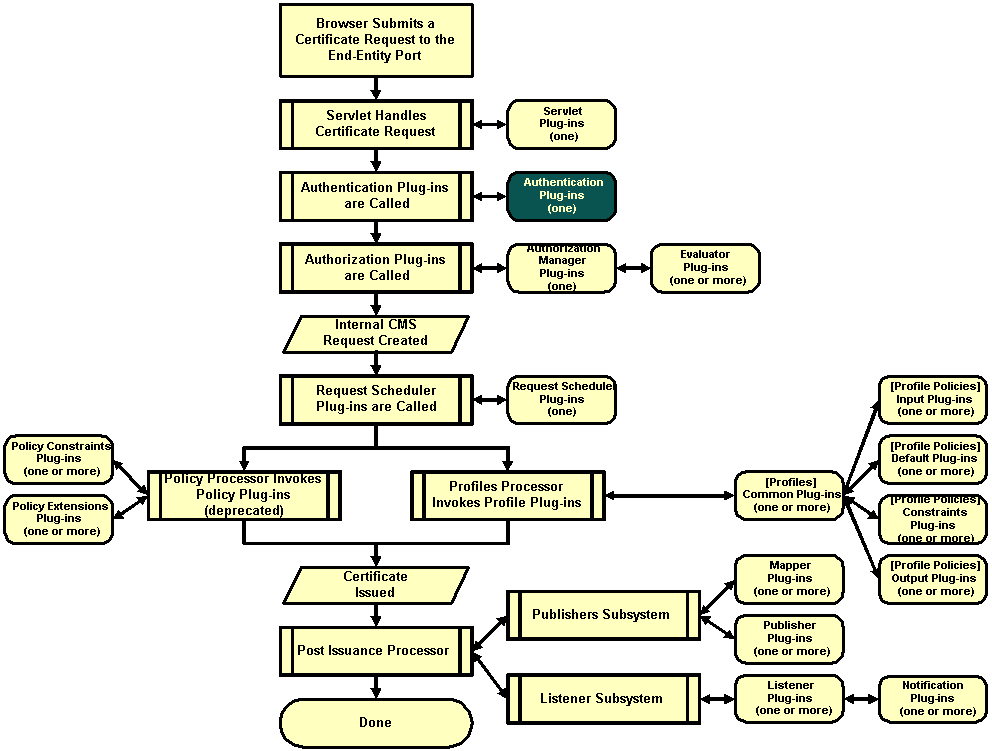 Browser Submits a
Certificate Request to the
End-Entity Port
Servlet Handles
Certificate Request
Servlet
Plug-ins
(one)
Authentication Plug-ins
are Called
Authentication
Plug-ins
(one)
Authorization Plug-ins
are Called
Authorization
Manager
Plug-ins
(one)
Evaluator
Plug-ins
(one or more)
Internal CMS
Request Created
Request Scheduler
Plug-ins are Called
Request Scheduler
Plug-ins
(one)
[Profile Policies]
Input Plug-ins
(one or more)
Policy Constraints
Plug-ins
(one or more)
[Profile Policies]
Default Plug-ins
(one or more)
Policy Processor Invokes
Policy Plug-ins
(deprecated)
Profiles Processor
Invokes Profile Plug-ins
[Profiles]
Common Plug-ins
(one or more)
Policy Extensions
Plug-ins
(one or more)
[Profile Policies]
Constraints
Plug-ins
(one or more)
[Profile Policies]
Output Plug-ins
(one or more)
Certificate
Issued
Mapper
Plug-ins
(one or more)
Publishers Subsystem
Publisher
Plug-ins
(one or more)
Post Issuance Processor
Listener Subsystem
Listener
Plug-ins
(one or more)
Notification
Plug-ins
(one or more)
Done